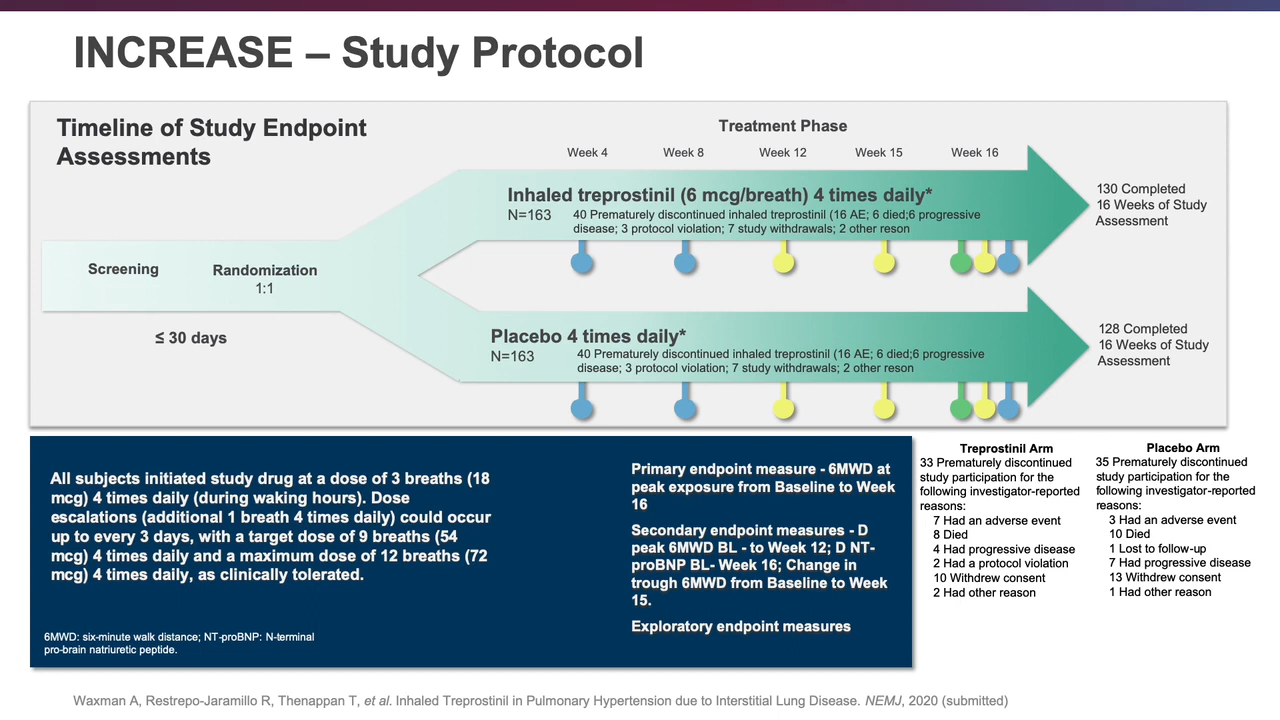 INCREASE – Study Protocol
Timeline of Study Endpoint
Assessments
Treatment Phase
Week 4
Week 8
Week 12
Week 15
Week 16
Inhaled treprostinil (6 mcg/breath) 4 times daily*
N=163
40 Prematurely discontinued inhaled treprostinil (16 AE; 6 died;6 progressive
disease; 3 protocol violation; 7 study withdrawals; 2 other reson
130 Completed
16 Weeks of Study
Assessment
Screening
Randomization
1:1
≤ 30 days
Placebo 4 times daily*
N=163
40 Prematurely discontinued inhaled treprostinil (16 AE; 6 died;6 progressive
disease; 3 protocol violation; 7 study withdrawals; 2 other reson
128 Completed
16 Weeks of Study
Assessment
All subjects initiated study drug at a dose of 3 breaths (18
mcg) 4 times daily (during waking hours). Dose
escalations (additional 1 breath 4 times daily) could occur
up to every 3 days, with a target dose of 9 breaths (54
mcg) 4 times daily and a maximum dose of 12 breaths (72
mcg) 4 times daily, as clinically tolerated.
6MWD: six-minute walk distance; NT-proBNP: N-terminal
pro-brain natriuretic peptide.
Primary endpoint measure - 6MWD at
peak exposure from Baseline to Week
16
Secondary endpoint measures - D
peak 6MWD BL - to Week 12; D NT-
proBNP BL- Week 16; Change in
trough 6MWD from Baseline to Week
15.
Exploratory endpoint measures
Treprostinil Arm
33 Prematurely discontinued
study participation for the
following investigator-reported
reasons:
7 Had an adverse event
8 Died
4 Had progressive disease
2 Had a protocol violation
10 Withdrew consent
2 Had other reason
Placebo Arm
35 Prematurely discontinued
study participation for the
following investigator-reported
reasons:
3 Had an adverse event
10 Died
1 Lost to follow-up
7 Had progressive disease
13 Withdrew consent
1 Had other reason
Waxman A, Restrepo-Jaramillo R, Thenappan T, et al. Inhaled Treprostinil in Pulmonary Hypertension due to Interstitial Lung Disease. NEMJ, 2020 (submitted)